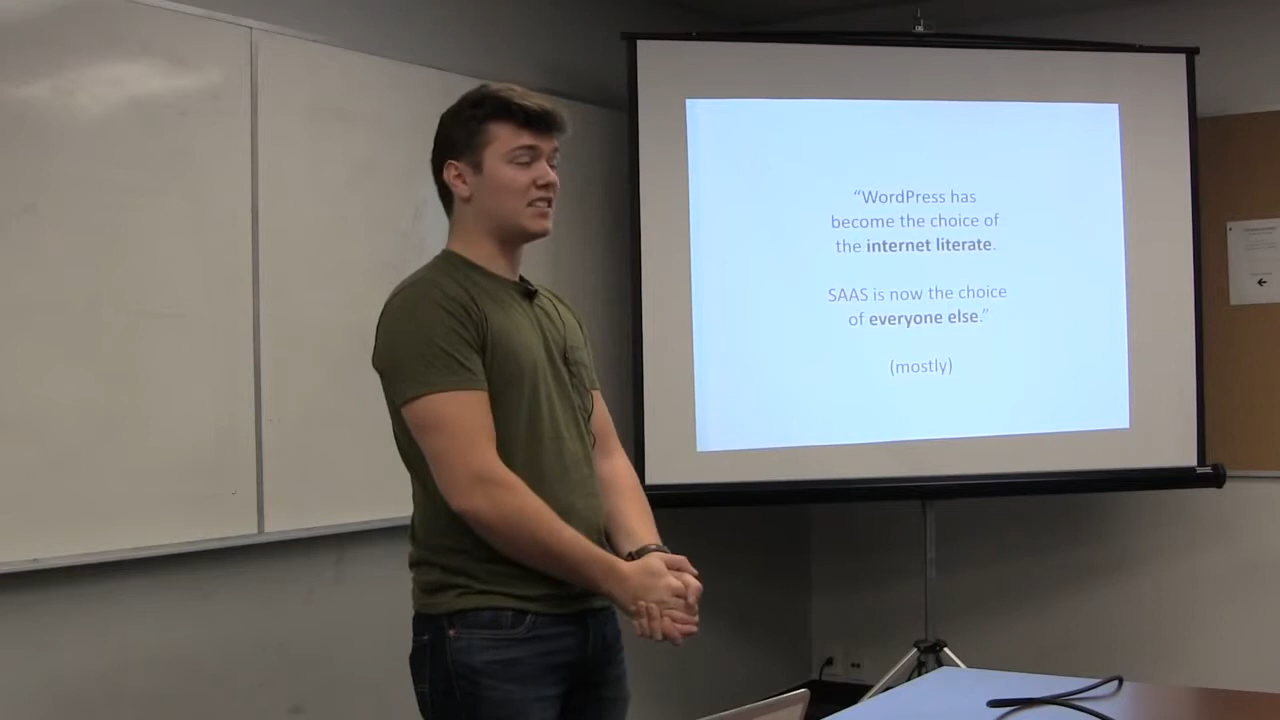 “WordPress has
become the choice of
the internet literate.
SAAS is now the choice
of everyone else.”
(mostly)